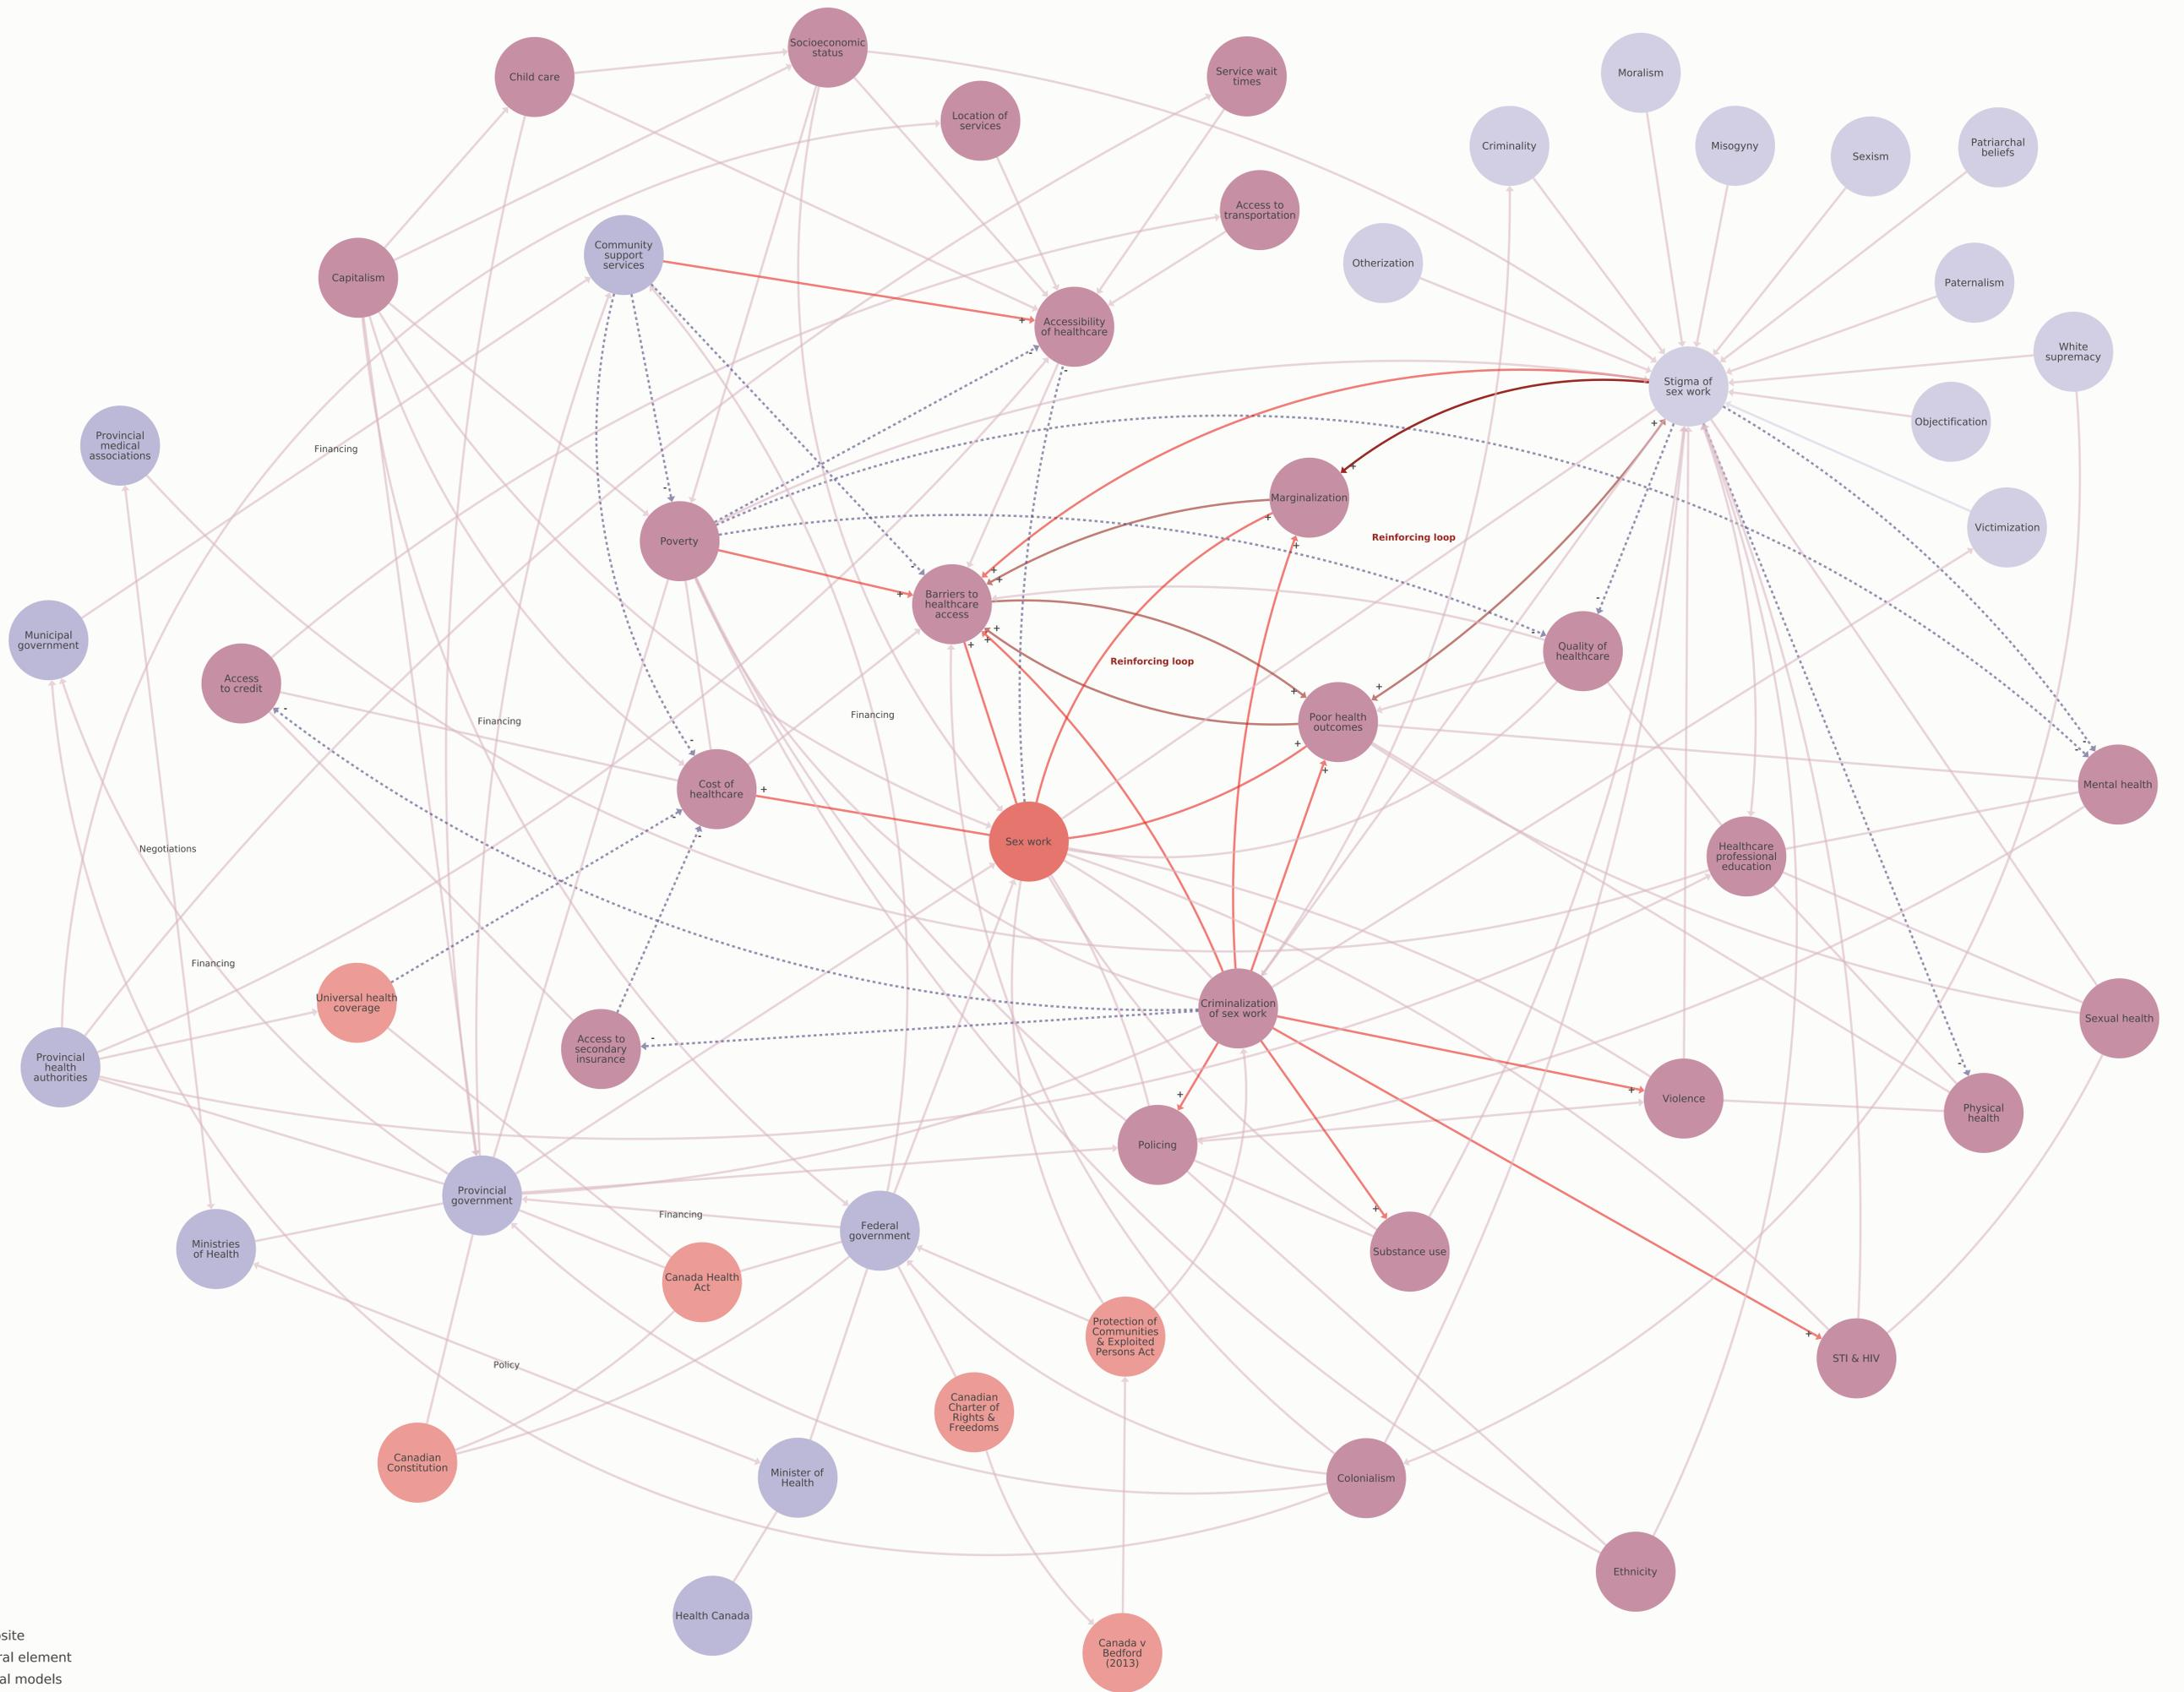 Socioeconomic
status
Child care
Service wait
times
Location of
services
Moralism
Criminality
Misogyny
Sexism
Patriarchal
beliefs
Access to
transportation
Community
support
services
Capitalism
Otherization
Paternalism
Accessibility
of healthcare
White
supremacy
Stigma of
sex work
Objectification
Provincial
medical
associations
Financing
Marginalization
Victimization
Poverty
Reinforcing loop
Barriers to
healthcare
access
Municipal
government
Quality of
healthcare
Reinforcing loop
Access
to credit
Financing
Financing
Poor health
outcomes
Cost of
healthcare
Mental health
Sex work
Negotiations
Healthcare
professional
education
Financing
Universal health
coverage
Criminalization
of sex work
Sexual health
Access to
secondary
insurance
Provincial
health
authorities
Violence
Physical
health
Policing
Provincial
government
Financing
Federal
government
Ministries
of Health
Substance use
Canada Health
Act
Protection of
Communities
& Exploited
Persons Act
STI & HIV
Policy
Canadian
Charter of
Rights &
Freedoms
Canadian
Constitution
Minister of
Health
Colonialism
Ethnicity
Health Canada
Canada v
Bedford
(2013)
element
models